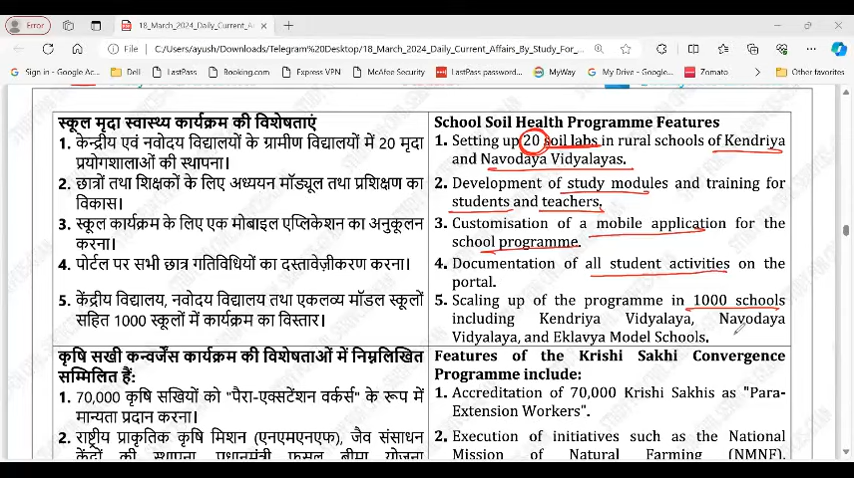 Error
18_March_2024_Daily_Current_A
File
C:/Users/ayush/Downloads/Telegram%20Desktop/18_March_2024_Daily_Current_Affairs_By_Study_For_...
Sign in - Google Ac...
Dell
LastPass
Booking.com
Express VPN
McAfee Security
LastPass password...
MyWay
My Drive - Google...
Zomato
Other favorites
स्कूल मृदा स्वास्थ्य कार्यक्रम की विशेषताएं
1. केन्द्रीय एवं नवोदय विद्यालयों के ग्रामीण विद्यालयों में 20 मृदा
प्रयोगशालाओं की स्थापना।
2. छात्रों तथा शिक्षकों के लिए अध्ययन मॉड्यूल तथा प्रशिक्षण का
विकास।
3. स्कूल कार्यक्रम के लिए एक मोबाइल एप्लिकेशन का अनुकूलन
करना।
4. पोर्टल पर सभी छात्र गतिविधियों का दस्तावेज़ीकरण करना।
5. केंद्रीय विद्यालय, नवोदय विद्यालय तथा एकलव्य मॉडल स्कूलों
सहित 1000 स्कूलों में कार्यक्रम का विस्तार।
School Soil Health Programme Features
1. Setting up 20 soil labs in rural schools of Kendriya
and Navodaya Vidyalayas.
2. Development of study modules and training for
students and teachers.
3. Customisation of a mobile application for the
school programme.
4. Documentation of all student activities on the
portal.
5. Scaling up of the programme in 1000 schools
including Kendriya Vidyalaya, Navodaya
Vidyalaya, and Eklavya Model Schools.
कृषि सखी कन्वर्जेंस कार्यक्रम की विशेषताओं में निम्नलिखित
सम्मिलित हैं:
1. 70,000 कृषि सखियों को "पैरा-एक्सटेंशन वर्कर्स" के रूप में
मान्यता प्रदान करना।
2. राष्ट्रीय प्राकृतिक कृषि मिशन (एनएमएनएफ), जैव संसाधन
केंद्रों की स्थापना, प्रधानमंत्री फसल बीमा योजना
Features of the Krishi Sakhi Convergence
Programme include:
1. Accreditation of 70,000 Krishi Sakhis as "Para-
Extension Workers".
2. Execution of initiatives such as the National
Mission of Natural Farming (NMNF),